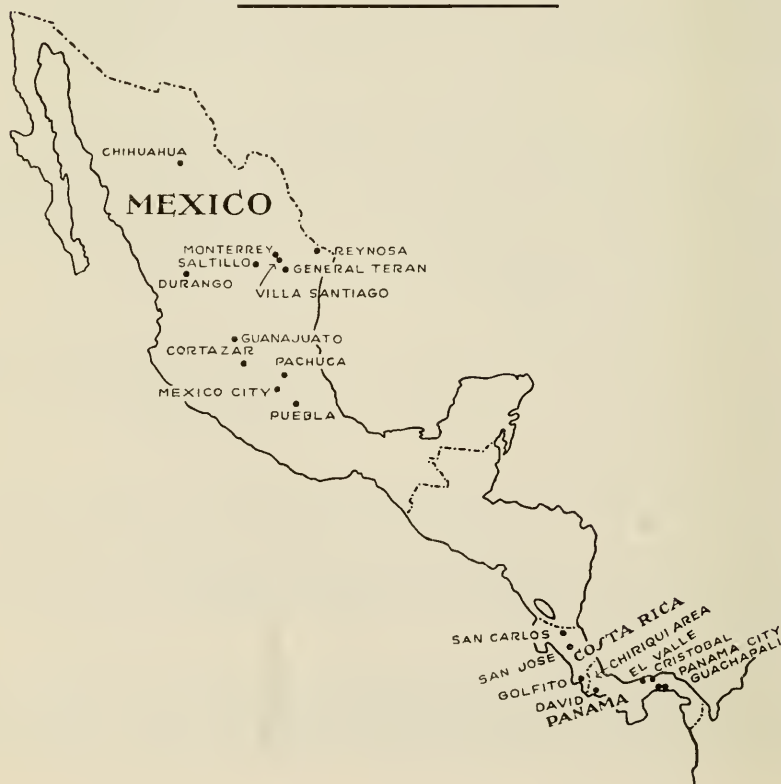 CHIHUAHUA
MEXICO
MONTERREY
REYNOSA
SALTILLO
GENERAL TERAN
DURANGO
VILLA SANTIAGO
GUANAJUATO
CORTAZAR
PACHUCA
MEXICO CITY
PUEBLA
SAN CARLOS
COSTA RICA
SAN JOSE
CHIRIQUI AREA
EL VALLE
CRISTOBAL
PANAMA CITY
GUACHAPALI
GOLFITO
DAVID
PANAMA